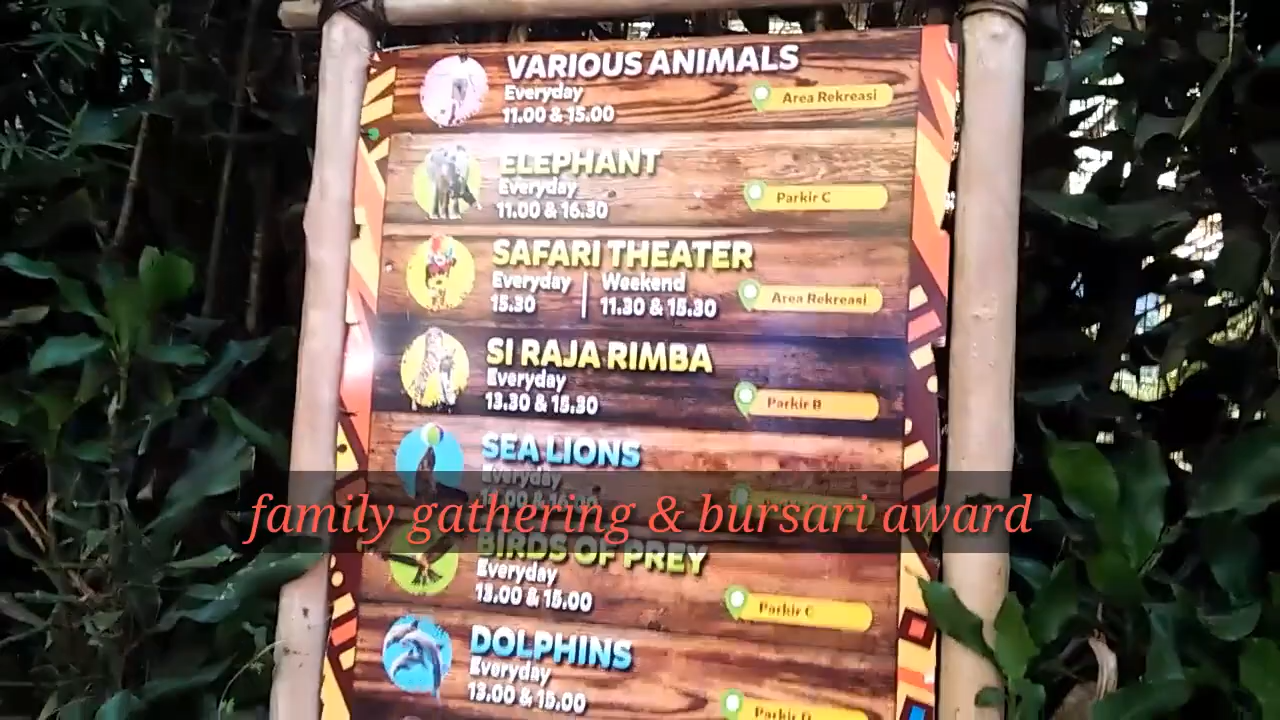 VARIOUS ANIMALS
Everyday
11.00 & 15.00
Area Rekreasi
ELEPHANT
Everyday
11.00 & 16.30
Parkir C
SAFARI THEATER
Everyday | Weekend
15.30 | 11.30 & 15.30
Area Rekreasi
SI RAJA RIMBA
Everyday
13.30 & 15.30
Parkir B
SEA LIONS
Everyday
family gathering & bursari award
BIRDS OF PREY
Everyday
13.00 & 15.00
Parkir C
DOLPHINS
Everyday
13.00 & 15.00
Parkir